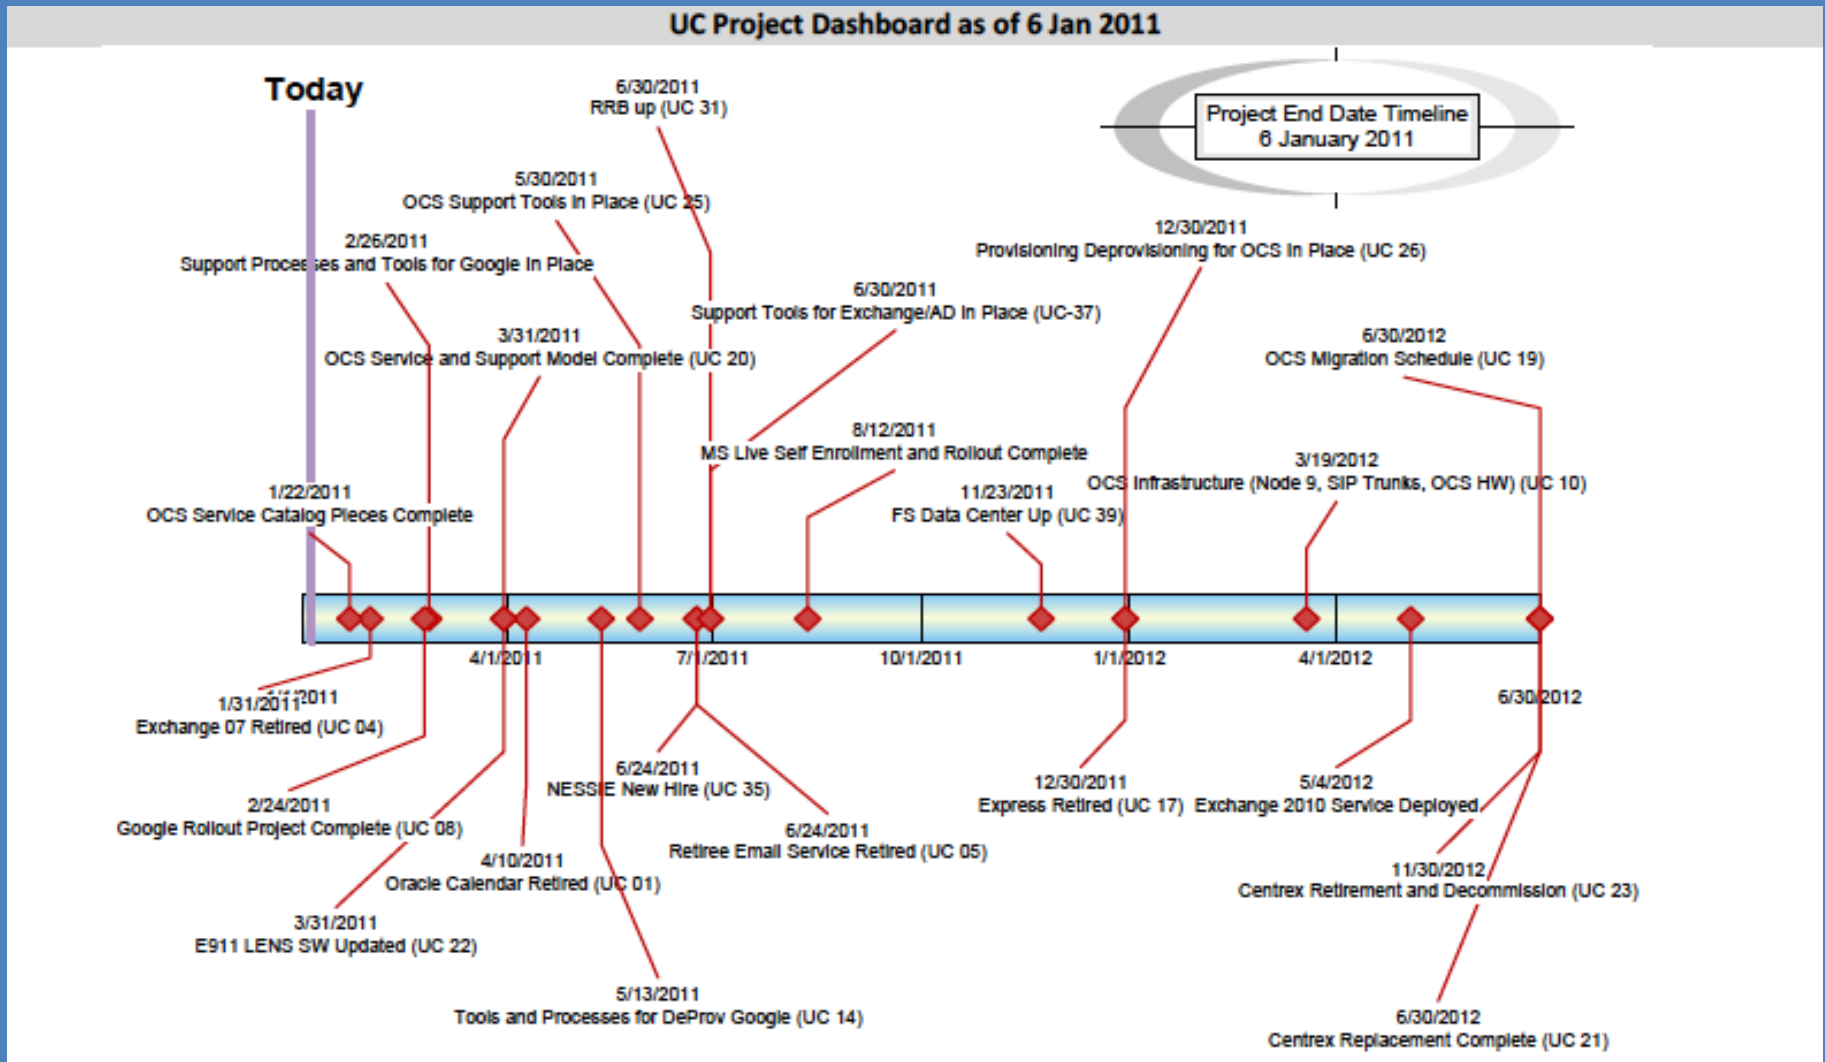 UC Project Dashboard as of 6 Jan 2011
Today
Project End Date Timeline
6 January 2011
6/30/2011
RRB up (UC 31)
5/30/2011
OCS Support Tools in Place (UC 25)
2/26/2011
Support Processes and Tools for Google in Place
12/30/2011
Provisioning Deprovisioning for OCS in Place (UC 26)
6/30/2011
Support Tools for Exchange/AD in Place (UC-37)
3/31/2011
OCS Service and Support Model Complete (UC 20)
6/30/2012
OCS Migration Schedule (UC 19)
8/12/2011
MS Live Self Enrollment and Rollout Complete
3/19/2012
OCS Infrastructure (Node 9, SIP Trunks, OCS HW) (UC 10)
1/22/2011
OCS Service Catalog Pieces Complete
11/23/2011
FS Data Center Up (UC 39)
4/1/2011
7/1/2011
10/1/2011
1/1/2012
4/1/2012
6/30/2012
1/31/2011
Exchange 07 Retired (UC 04)
6/24/2011
NESSIE New Hire (UC 35)
12/30/2011
Express Retired (UC 17)
5/4/2012
Exchange 2010 Service Deployed
2/24/2011
Google Rollout Project Complete (UC 08)
6/24/2011
Retiree Email Service Retired (UC 05)
4/10/2011
Oracle Calendar Retired (UC 01)
11/30/2012
Centrex Retirement and Decommission (UC 23)
3/31/2011
E911 LENS SW Updated (UC 22)
5/13/2011
Tools and Processes for DeProv Google (UC 14)
6/30/2012
Centrex Replacement Complete (UC 21)